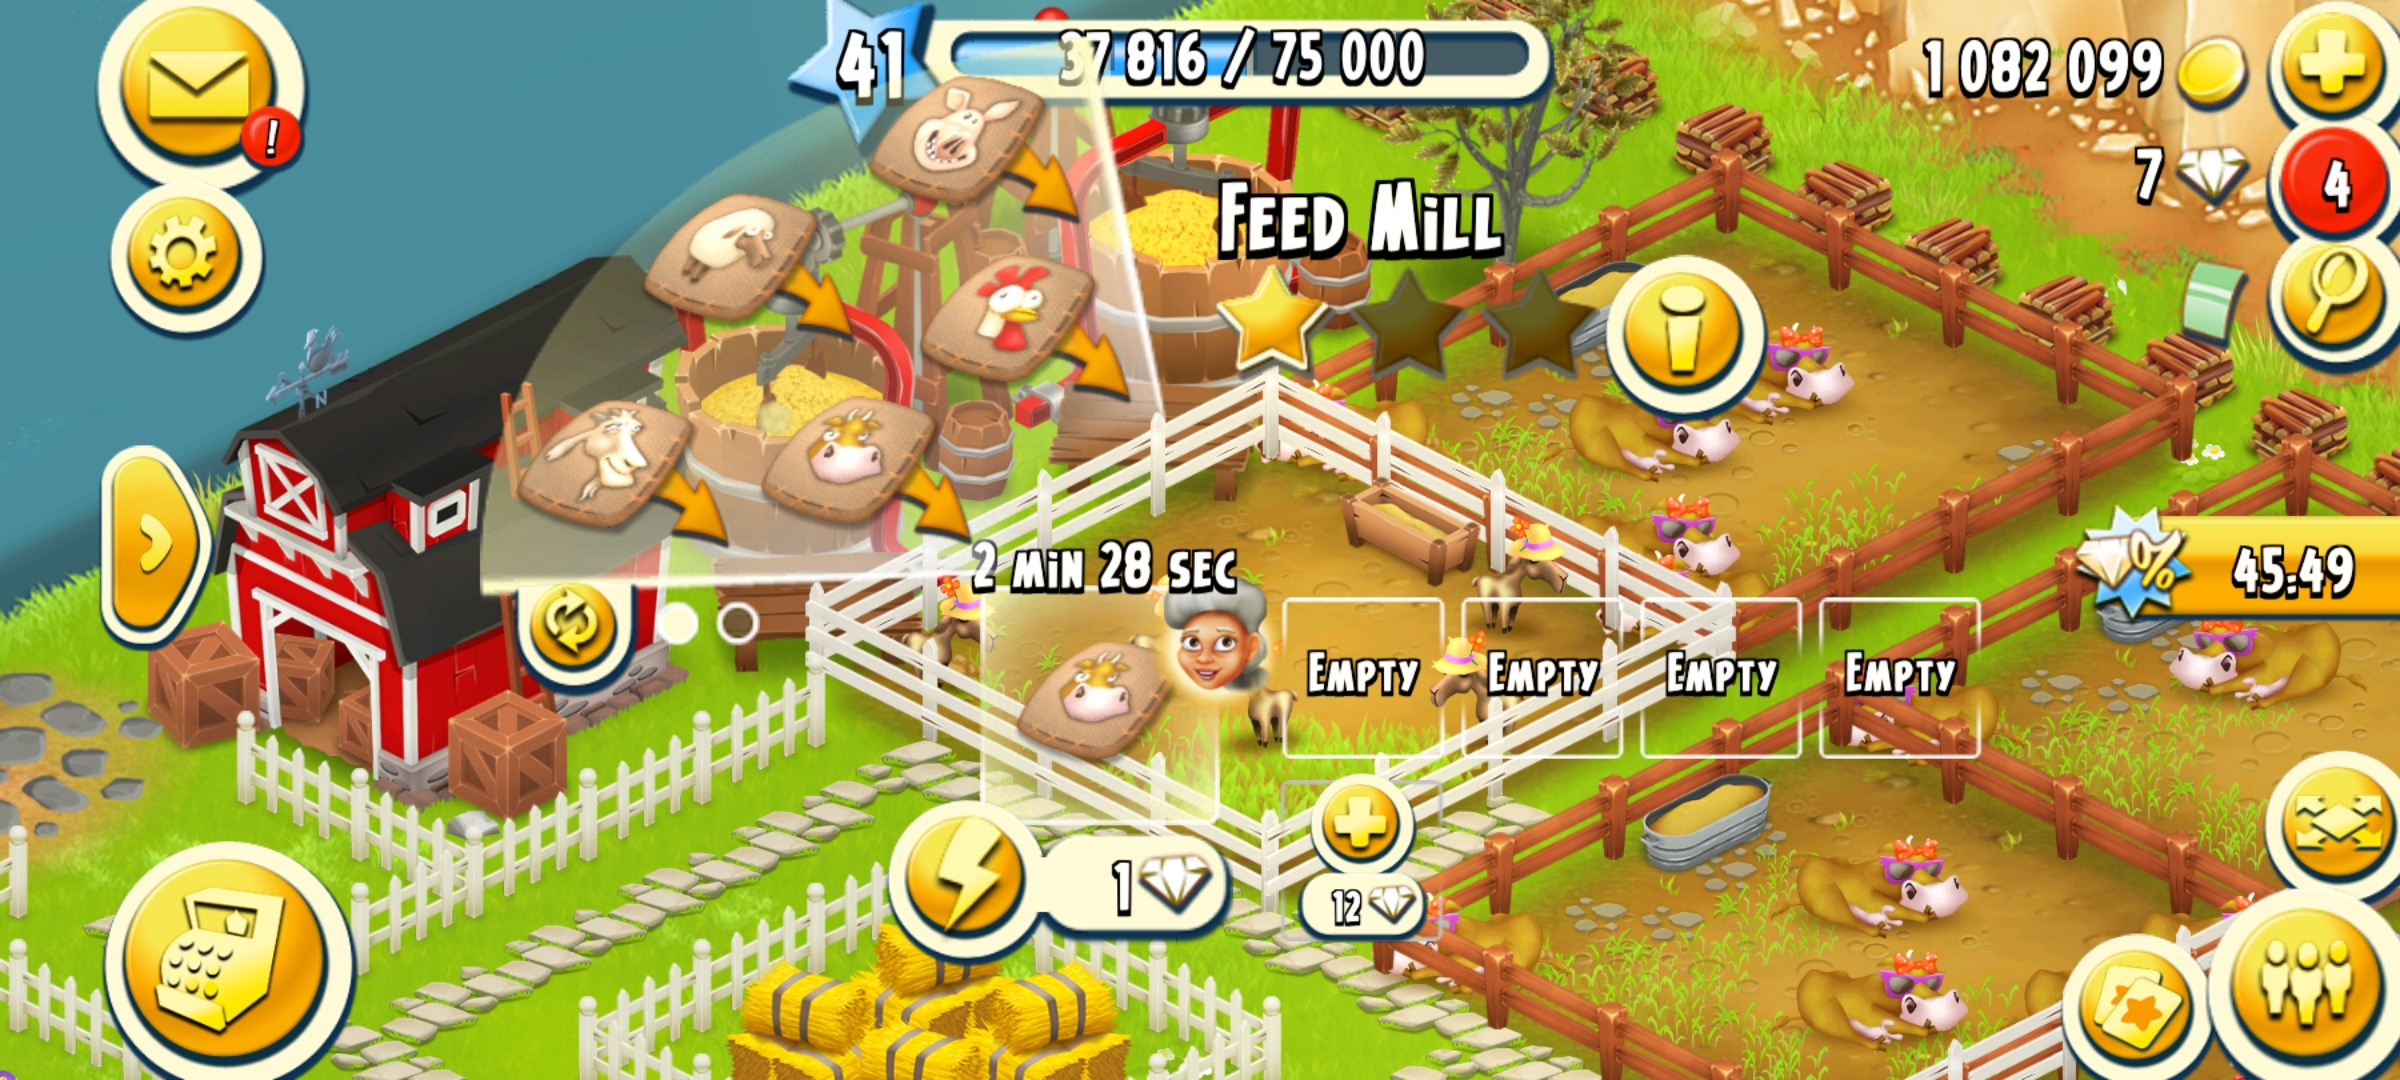 41
37 816 / 75 000
1 082 099
7
!
4
FEED MILL
N
2 MIN 28 SEC
%
45:49
EMPTY
EMPTY
EMPTY
EMPTY
1
12